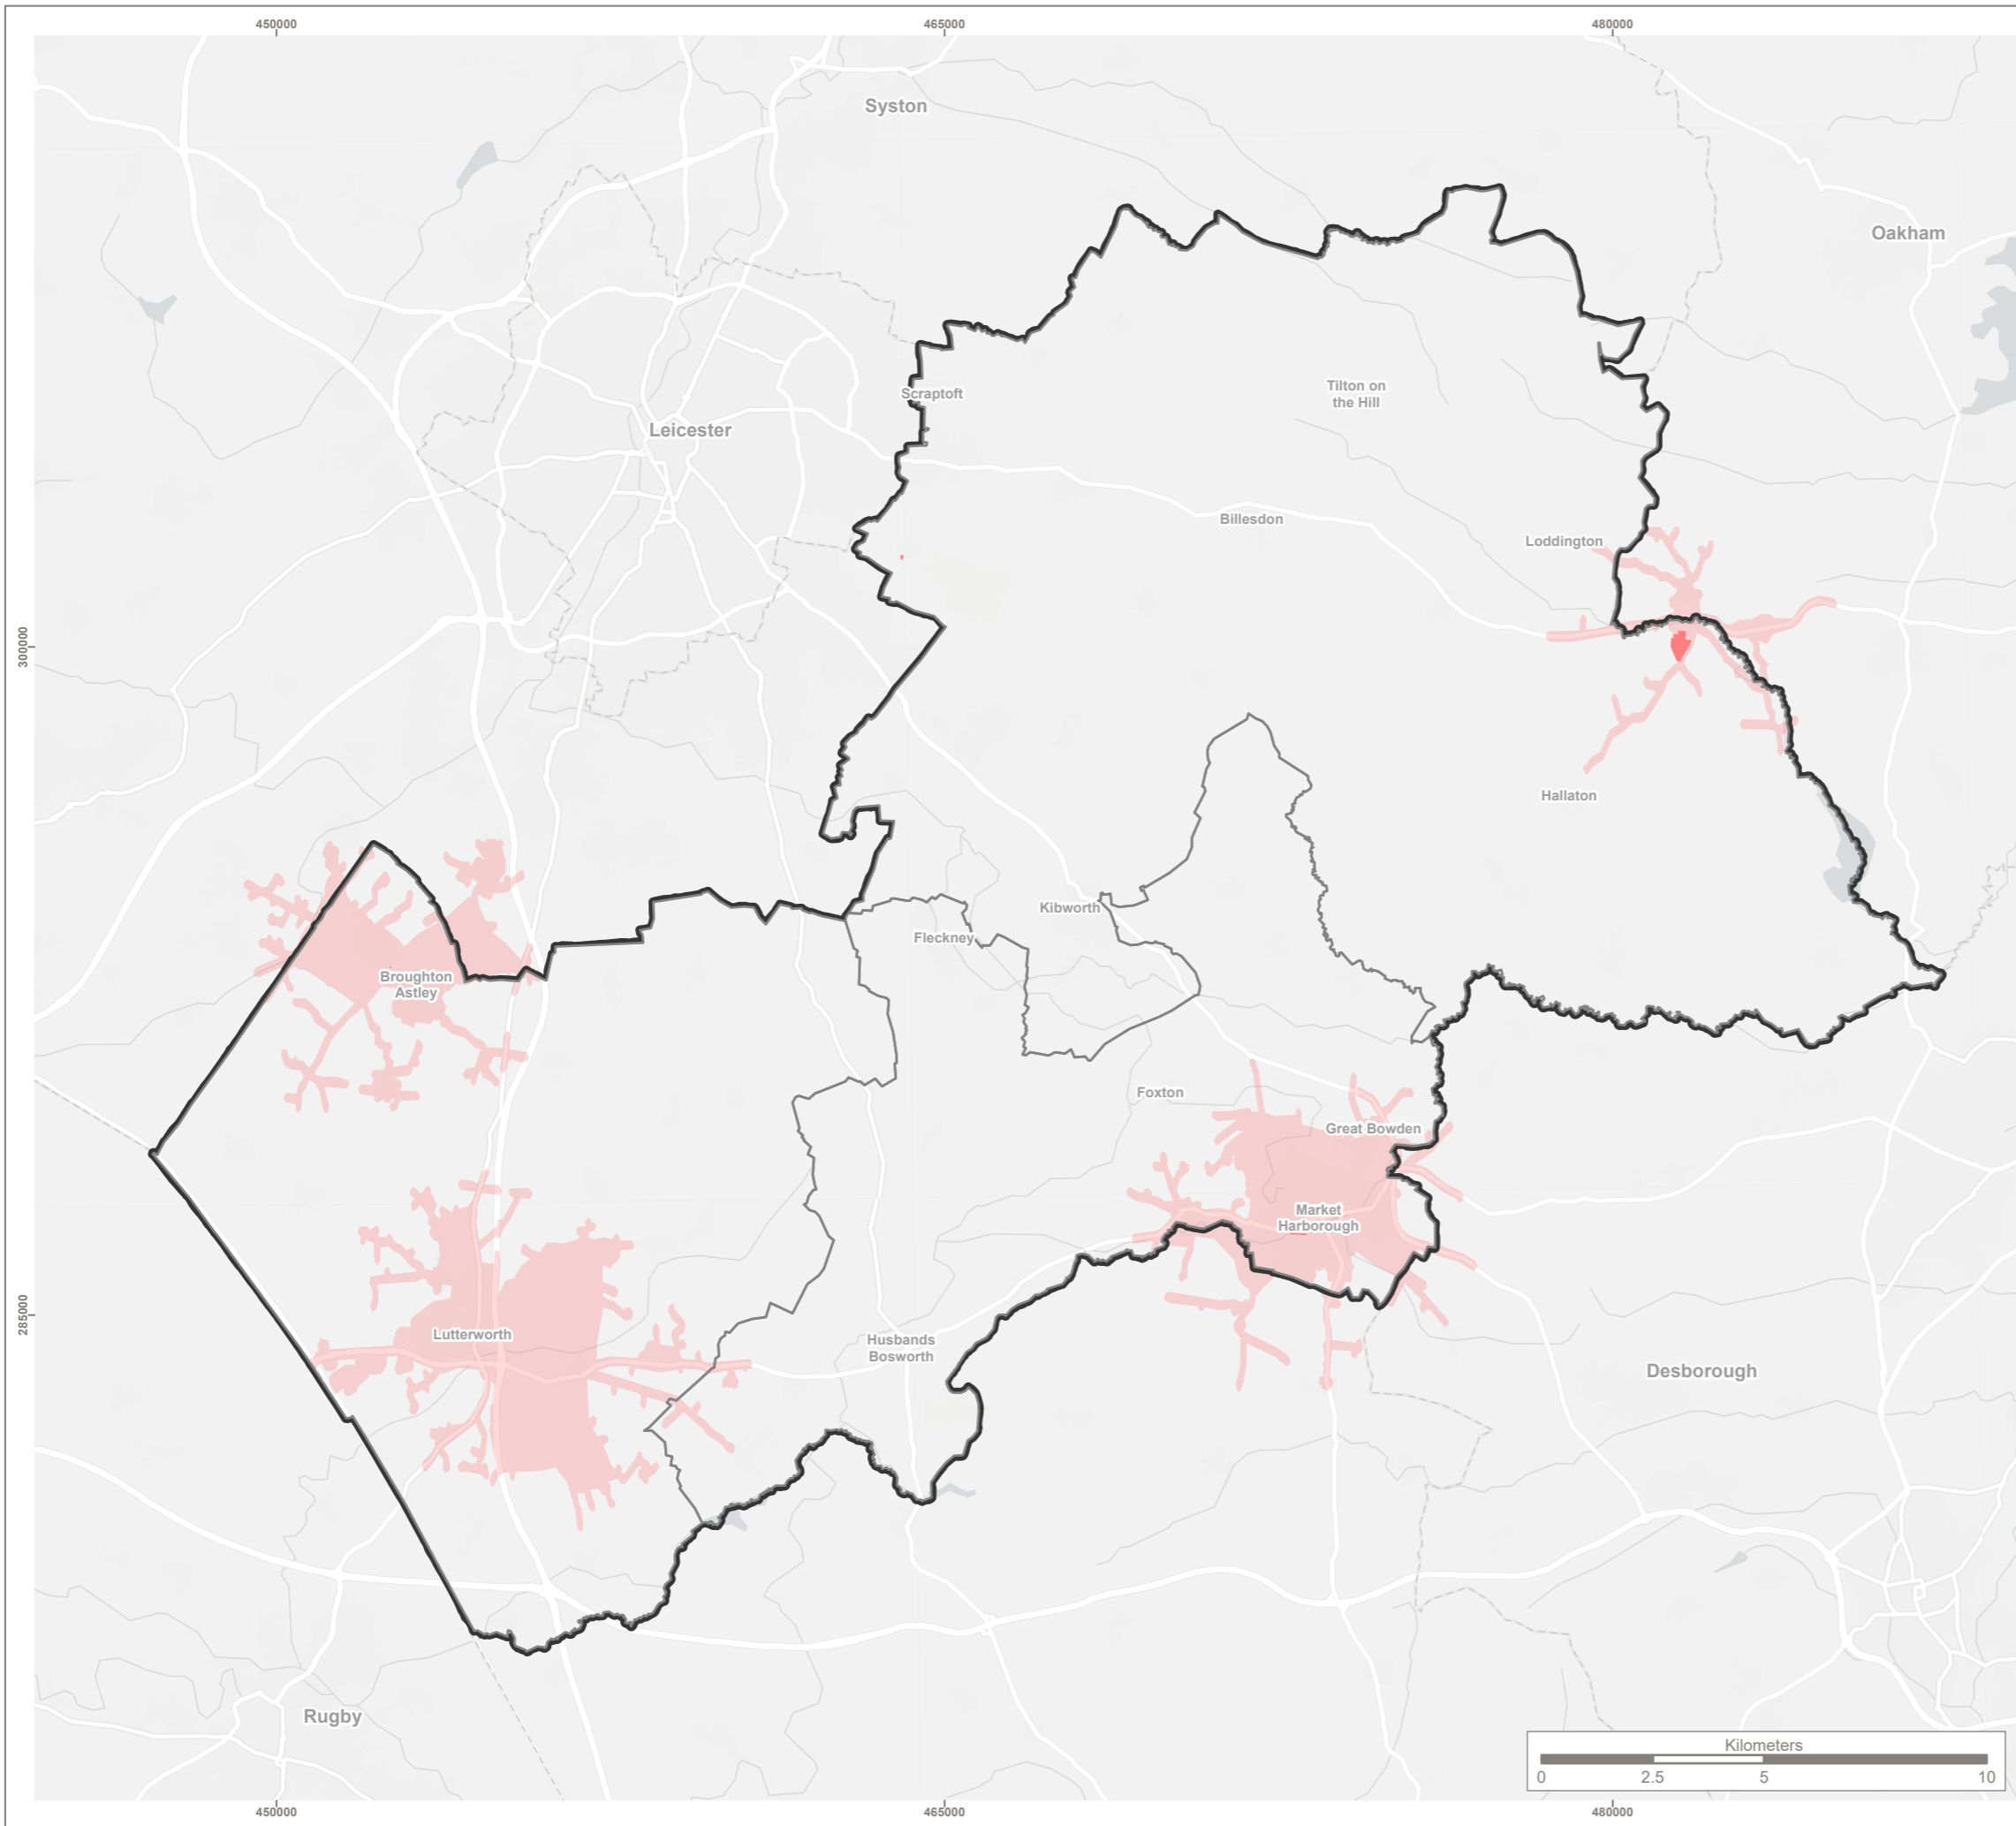 450000
465000
480000
Syston
Oakham
Tilton on
the Hill
Scraptoft
Leicester
Billesdon
Loddington
300000
300000
Hallaton
Kibworth
Fleckney
Broughton
Astley
Foxton
Great Bowden
Market
Harborough
285000
Lutterworth
Husbands
Bosworth
Desborough
Rugby
Kilometers
0
2.5
5
10
450000
465000
480000